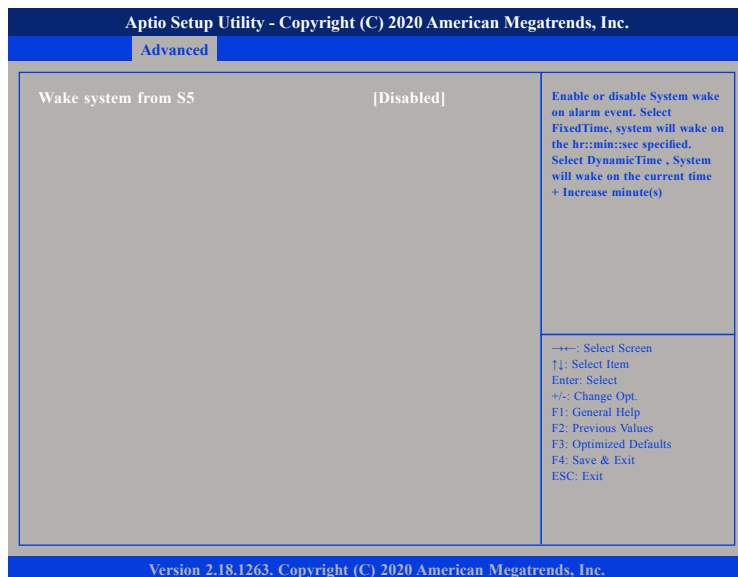 Aptio Setup Utility - Copyright (C) 2020 American Megatrends, Inc.
Advanced
Wake system from S5 [Disabled]
Enable or disable System wake
on alarm event. Select
FixedTime, system will wake on
the hr::min::sec specified.
Select DynamicTime , System
will wake on the current time
+ Increase minute(s)
→←: Select Screen
↑↓: Select Item
Enter: Select
+/-: Change Opt.
F1: General Help
F2: Previous Values
F3: Optimized Defaults
F4: Save & Exit
ESC: Exit
Version 2.18.1263. Copyright (C) 2020 American Megatrends, Inc.